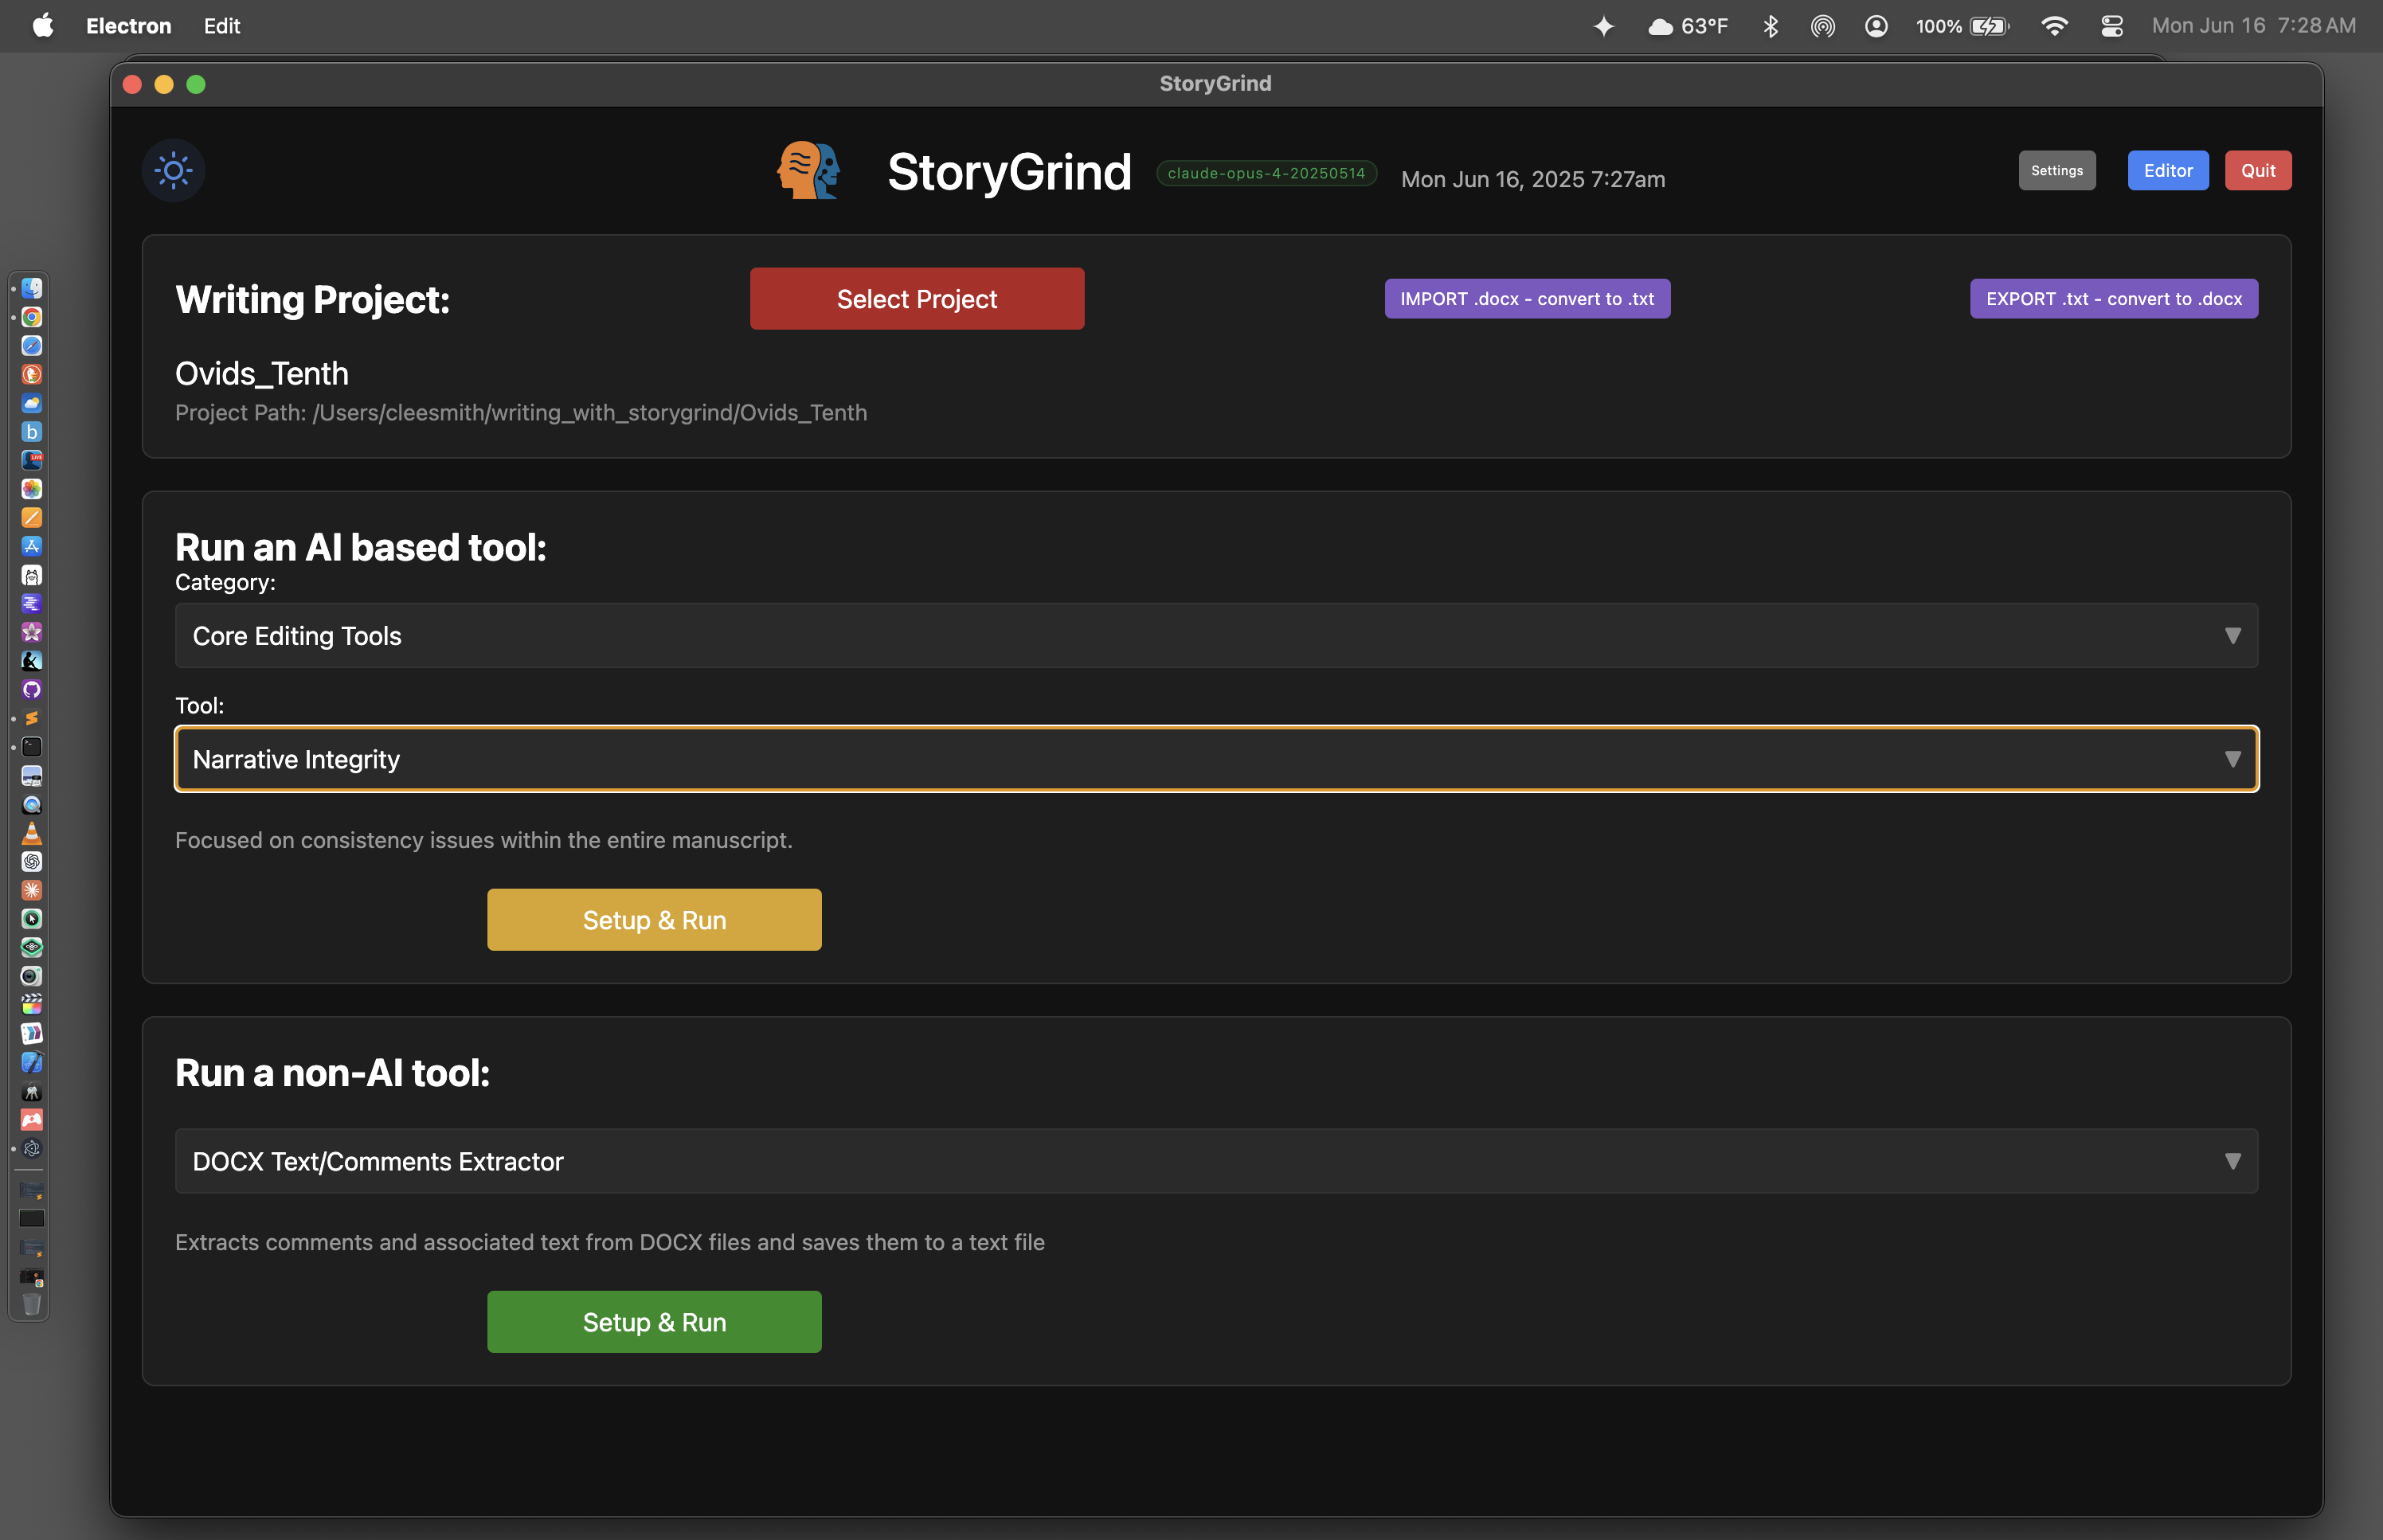 Electron Edit 63°F 100% Mon Jun 16 7:28 AM
StoryGrind
StoryGrind claude-opus-4-20250514 Mon Jun 16, 2025 7:27am Settings Editor Quit
Writing Project: Select Project IMPORT .docx - convert to .txt EXPORT .txt - convert to .docx
Ovids_Tenth
Project Path: /Users/cleesmith/writing_with_storygrind/Ovids_Tenth
Run an AI based tool:
Category:
Core Editing Tools
Tool:
Narrative Integrity
Focused on consistency issues within the entire manuscript.
Setup & Run
Run a non-AI tool:
DOCX Text/Comments Extractor
Extracts comments and associated text from DOCX files and saves them to a text file
Setup & Run
b
LIVE